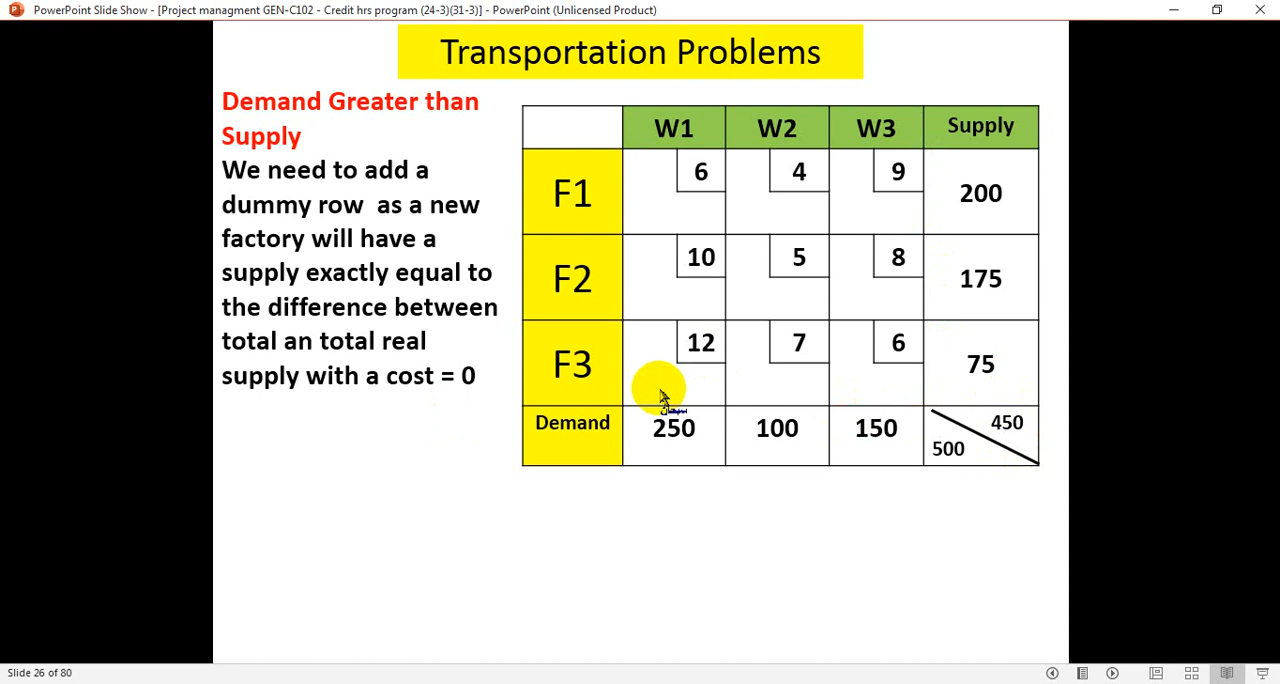 PowerPoint Slide Show - [Project managment GEN-C102 - Credit hrs program (24-3)(31-3)] - PowerPoint (Unlicensed Product)
Transportation Problems
Demand Greater than
Supply
We need to add a
dummy row as a new
factory will have a
supply exactly equal to
the difference between
total an total real
supply with a cost = 0
W1 W2 W3 Supply
F1 6 4 9 200
F2 10 5 8 175
F3 12 7 6 75
Demand 250 100 150 450
500
Slide 26 of 80